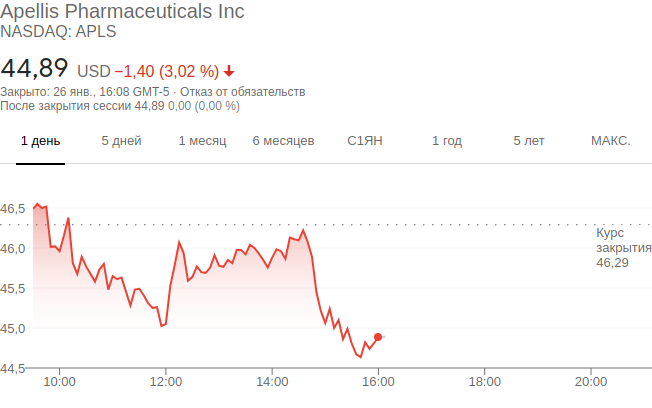 Apellis Pharmaceuticals Inc
NASDAQ: APLS
44,89 USD −1,40 (3,02 %)
Закрыто: 26 янв., 16:08 GMT-5 · Отказ от обязательств
После закрытия сессии 44,89 0,00 (0,00 %)
1 день 5 дней 1 месяц 6 месяцев С1ЯН 1 год 5 лет МАКС.
46,5
46,0
45,5
45,0
44,5
Курс
закрытия
46,29
10:00 12:00 14:00 16:00 18:00 20:00